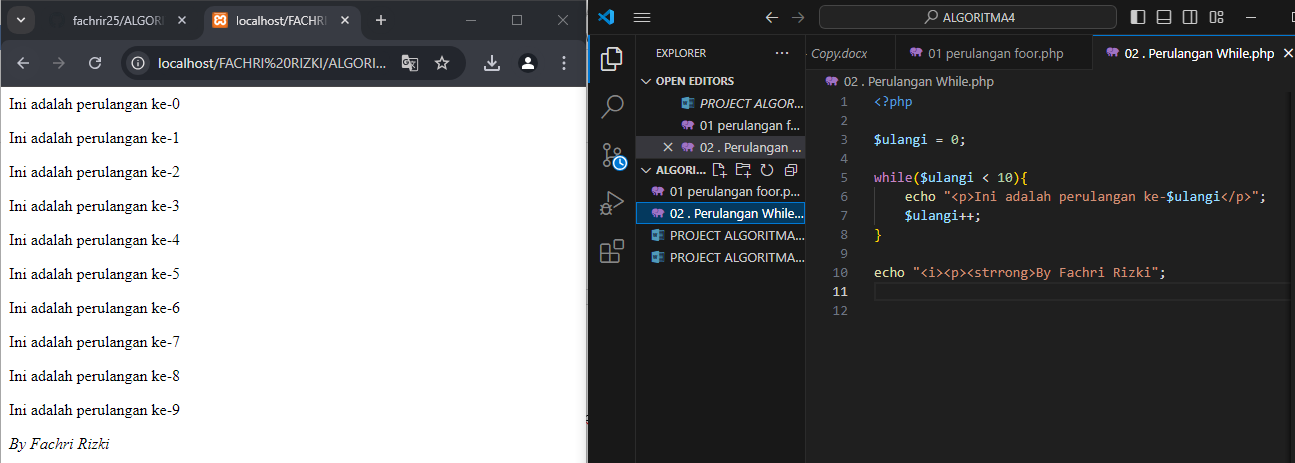 fachrir25/ALGORI
localhost/FACHRI
localhost/FACHRI%20RIZKI/ALGORI...
Ini adalah perulangan ke-0
Ini adalah perulangan ke-1
Ini adalah perulangan ke-2
Ini adalah perulangan ke-3
Ini adalah perulangan ke-4
Ini adalah perulangan ke-5
Ini adalah perulangan ke-6
Ini adalah perulangan ke-7
Ini adalah perulangan ke-8
Ini adalah perulangan ke-9
By Fachri Rizki
ALGORITMA4
EXPLORER
OPEN EDITORS
PROJECT ALGOR...
01 perulangan f...
02 . Perulangan ...
ALGORI...
01 perulangan foor.p...
02 . Perulangan While...
PROJECT ALGORITMA...
PROJECT ALGORITMA...
- Copy.docx
01 perulangan foor.php
02 . Perulangan While.php
02 . Perulangan While.php
1 <?php
2
3 $ulangi = 0;
4
5 while($ulangi < 10){
6 echo "<p>Ini adalah perulangan ke-$ulangi</p>";
7 $ulangi++;
8 }
9
10 echo "<i><p><strrong>By Fachri Rizki";
11
12